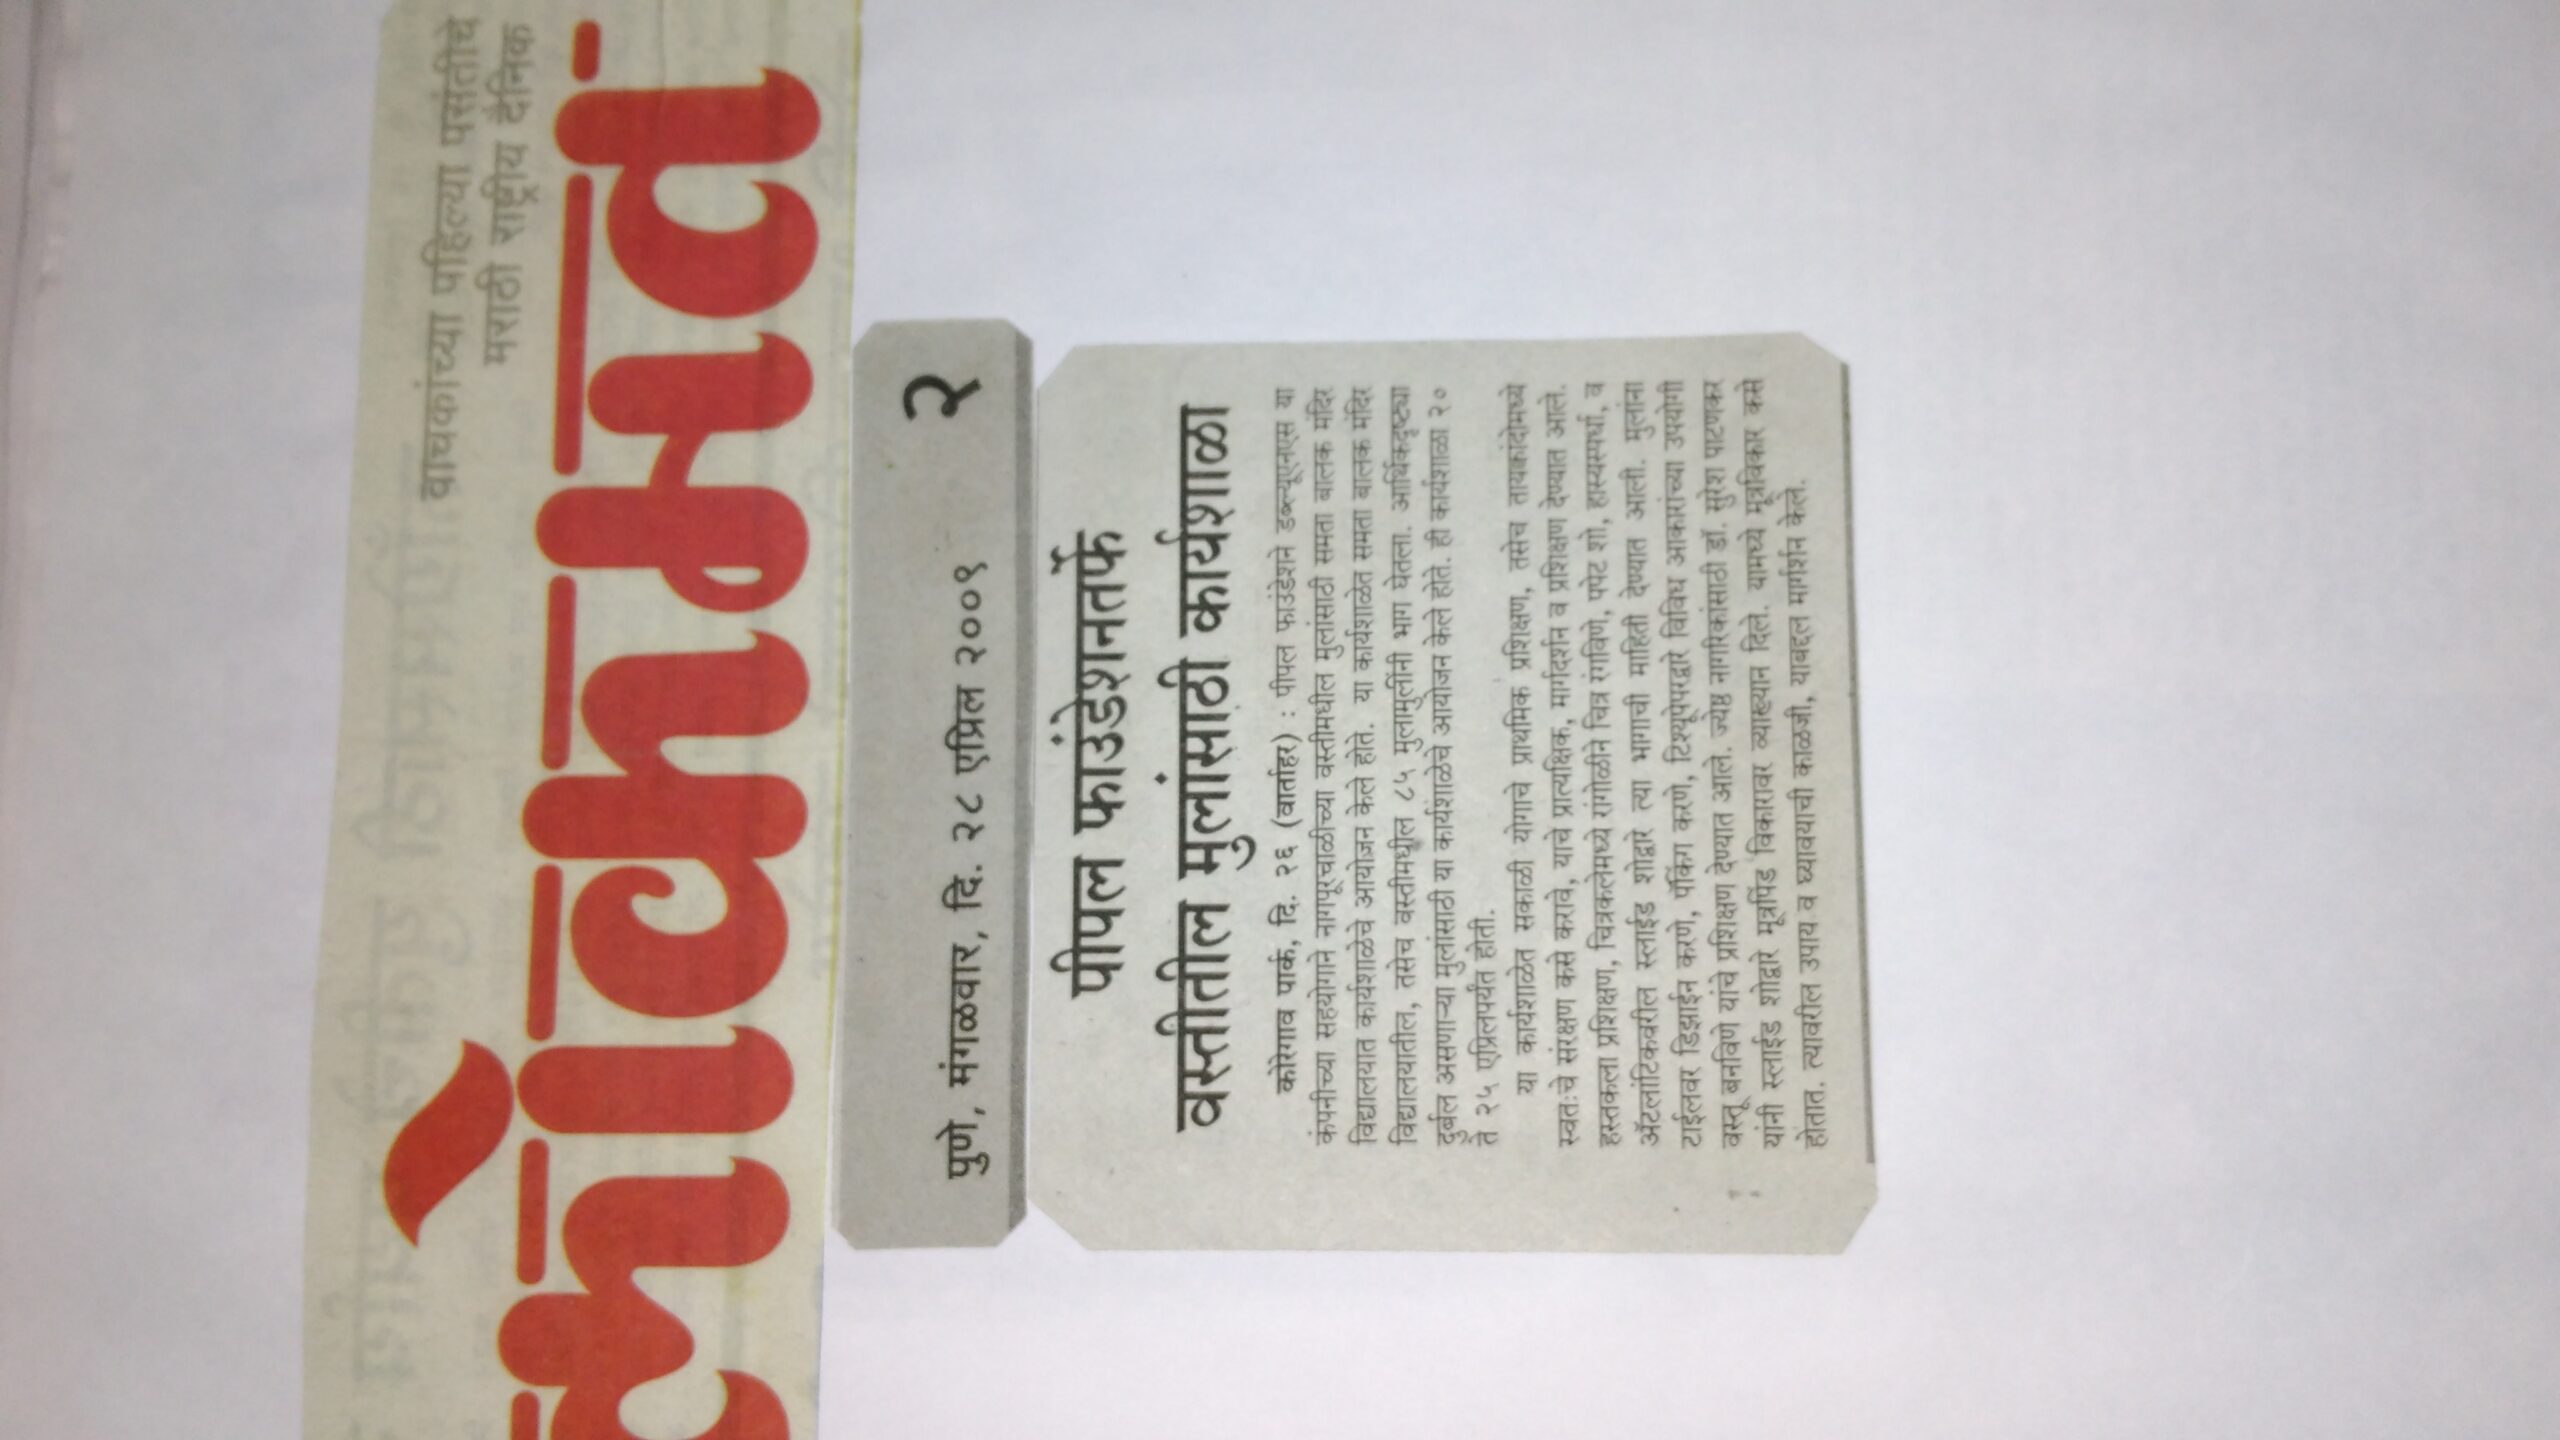 वाचकांच्या पहिल्या पसंतीचे
मराठी राष्ट्रीय दैनिक
लोकमत
पुणे, मंगळवार, दि. २८ एप्रिल २००९ २
पीपल फाउंडेशनतर्फे
वस्तीतील मुलांसाठी कार्यशाळा
कोरेगाव पार्क, दि. २६ (वार्ताहर) : पीपल फाउंडेशने डब्ल्यूएनएस या
कंपनीच्या सहयोगाने नागपूरचाळीच्या वस्तीमधील मुलांसाठी समता बालक मंदिर
विद्यालयात कार्यशाळेचे आयोजन केले होते. या कार्यशाळेत समता बालक मंदिर
विद्यालयातील, तसेच वस्तीमधील ८५ मुलामुलींनी भाग घेतला. आर्थिकदृष्ट्या
दुर्बल असणाऱ्या मुलांसाठी या कार्यशाळेचे आयोजन केले होते. ही कार्यशाळा २०
ते २५ एप्रिलपर्यंत होती.
या कार्यशाळेत सकाळी योगाचे प्राथमिक प्रशिक्षण, तसेच तायकांदोमध्ये
स्वतःचे संरक्षण कसे करावे, याचे प्रात्यक्षिक, मार्गदर्शन व प्रशिक्षण देण्यात आले.
हस्तकला प्रशिक्षण, चित्रकलेमध्ये रांगोळीने चित्र रंगविणे, पपेट शो, हास्यस्पर्धा, व
अ‍ॅटलांटिकवरील स्लाईड शोद्वारे त्या भागाची माहिती देण्यात आली. मुलांना
टाईलवर डिझाईन करणे, पॅकिंग करणे, टिश्यूपेपरद्वारे विविध आकारांच्या उपयोगी
वस्तू बनविणे यांचे प्रशिक्षण देण्यात आले. ज्येष्ठ नागरिकांसाठी डॉ. सुरेश पाटणकर
यांनी स्लाईड शोद्वारे मूत्रपिंड विकारावर व्याख्यान दिले. यामध्ये मूत्रविकार कसे
होतात. त्यावरील उपाय व घ्यावयाची काळजी, याबद्दल मार्गर्शन केले.